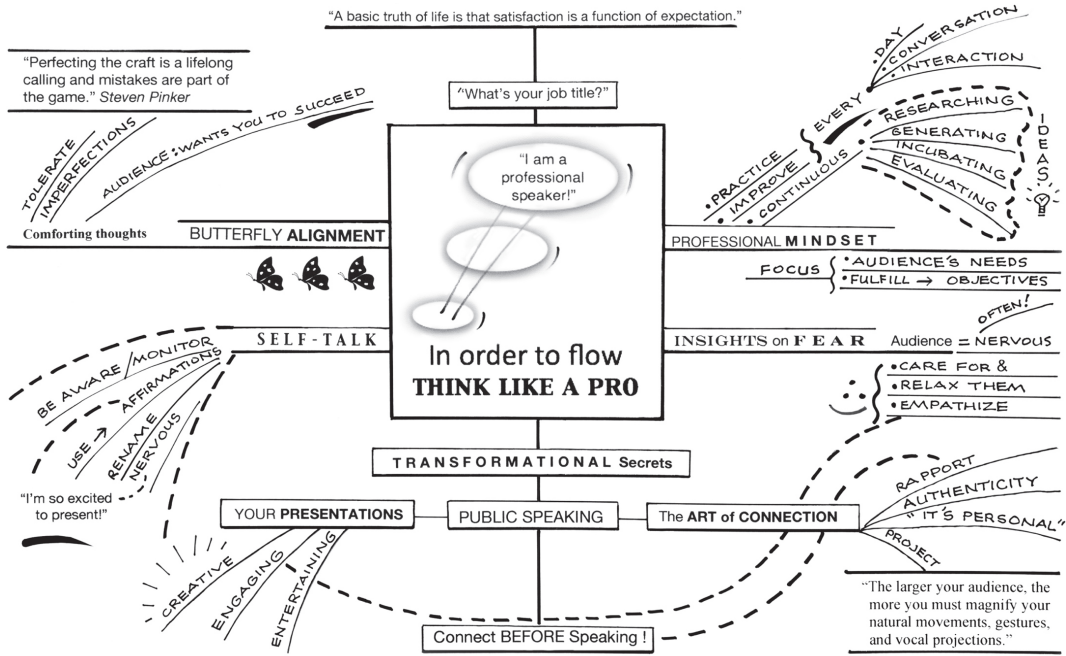 "A basic truth of life is that satisfaction is a function of expectation."
"What's your job title?"
"I am a
professional
speaker!"
In order to flow
THINK LIKE A PRO
"Perfecting the craft is a lifelong
calling and mistakes are part of
the game." Steven Pinker
TOLERATE
IMPERFECTIONS
AUDIENCE: WANTS YOU TO SUCCEED
Comforting thoughts
BUTTERFLY ALIGNMENT
SELF-TALK
BE AWARE/MONITOR
USE → AFFIRMATIONS
RENAME
NERVOUS
"I'm so excited
to present!"
• PRACTICE
• IMPROVE
• CONTINUOUS
EVERY
• DAY
• CONVERSATION
• INTERACTION
• RESEARCHING
GENERATING
INCUBATING
EVALUATING
IDEAS
PROFESSIONAL MINDSET
FOCUS
• AUDIENCE'S NEEDS
• FULFILL → OBJECTIVES
INSIGHTS on FEAR
Audience = NERVOUS
OFTEN!
• CARE FOR &
• RELAX THEM
• EMPATHIZE
TRANSFORMATIONAL Secrets
YOUR PRESENTATIONS
PUBLIC SPEAKING
The ART of CONNECTION
CREATIVE
ENGAGING
ENTERTAINING
RAPPORT
AUTHENTICITY
"IT'S PERSONAL"
PROJECT
"The larger your audience, the
more you must magnify your
natural movements, gestures,
and vocal projections."
Connect BEFORE Speaking !